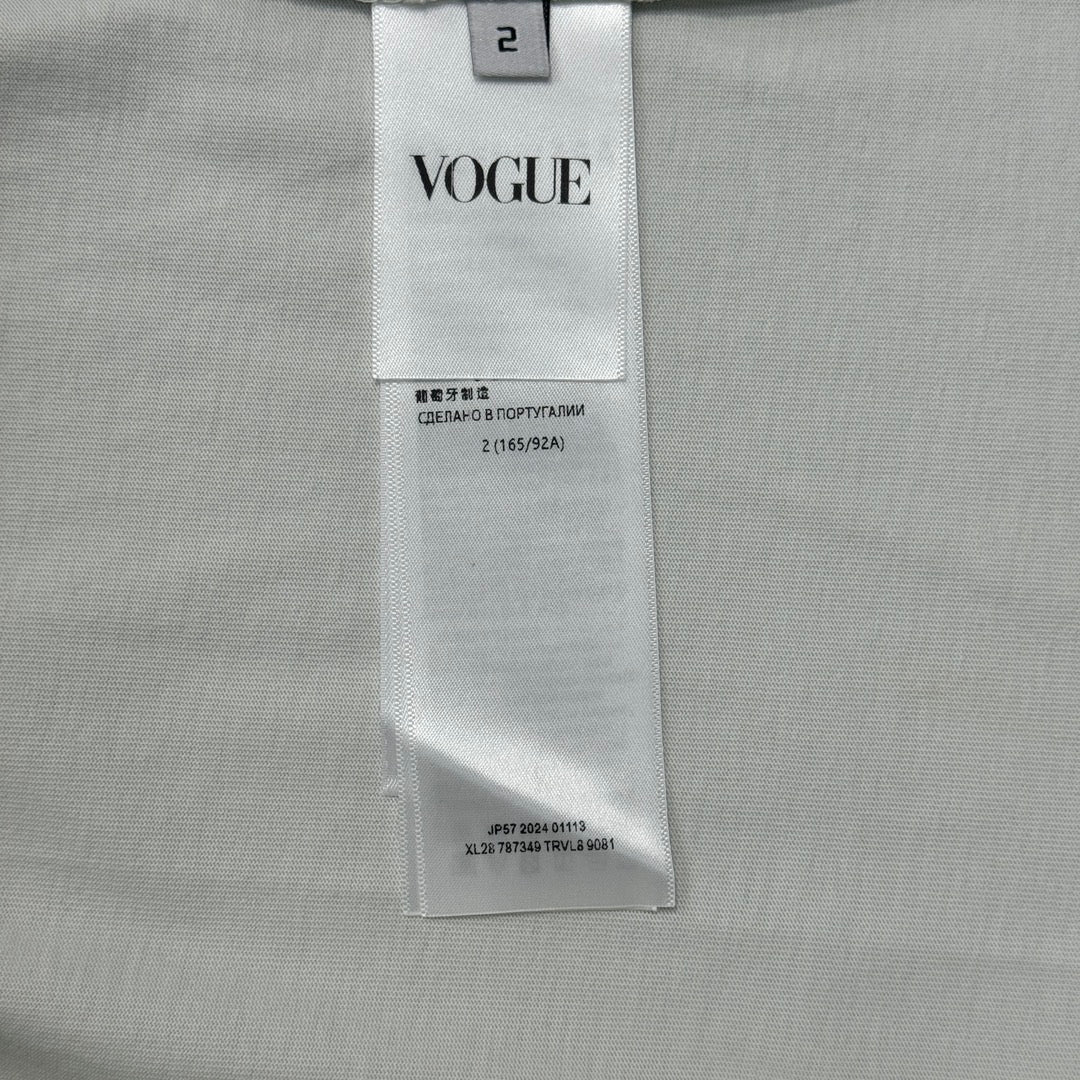 2
VOGUE
葡萄牙制造
СДЕЛАНО В ПОРТУГАЛИИ
2 (165/92A)
JP57 2024 01113
XL28 787349 TRVL8 9081